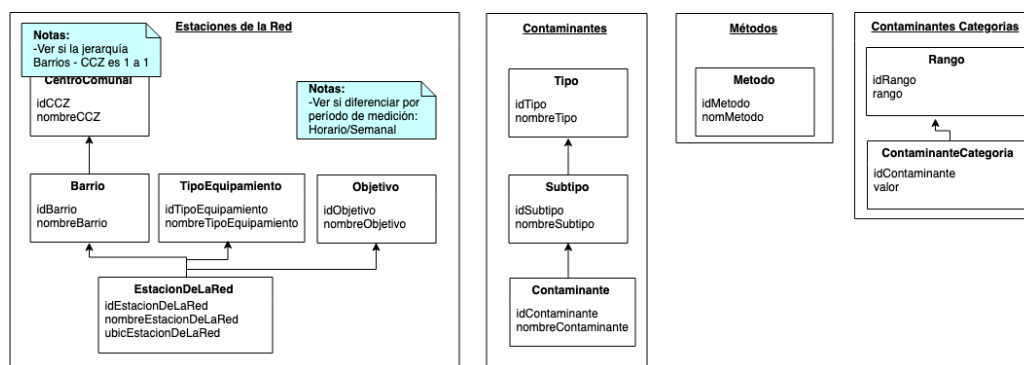 Estaciones de la Red
Notas:
-Ver si la jerarquía
Barrios - CCZ es 1 a 1
CentroComunal
idCCZ
nombreCCZ
Notas:
-Ver si diferenciar por
período de medición:
Horario/Semanal
Barrio
idBarrio
nombreBarrio
TipoEquipamiento
idTipoEquipamiento
nombreTipoEquipamiento
Objetivo
idObjetivo
nombreObjetivo
EstacionDeLaRed
idEstacionDeLaRed
nombreEstacionDeLaRed
ubicEstacionDeLaRed
Contaminantes
Tipo
idTipo
nombreTipo
Subtipo
idSubtipo
nombreSubtipo
Contaminante
idContaminante
nombreContaminante
Métodos
Metodo
idMetodo
nomMetodo
Contaminantes Categorias
Rango
idRango
rango
ContaminanteCategoria
idContaminante
valor